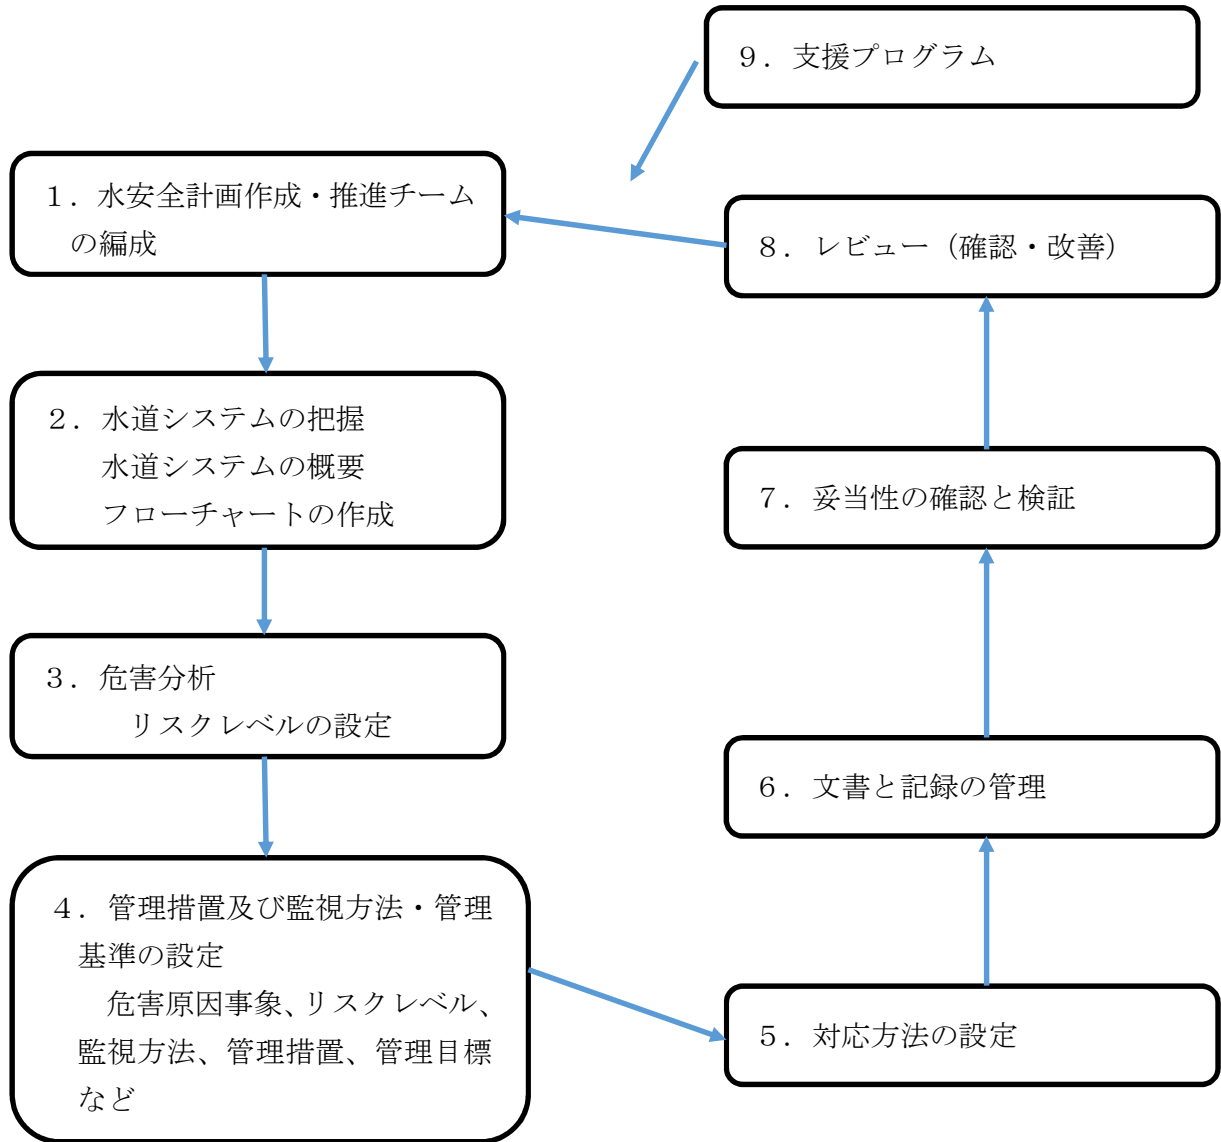 ９．支援プログラム
１．水安全計画作成・推進チーム
の編成
８．レビュー（確認・改善）
２．水道システムの把握
水道システムの概要
フローチャートの作成
７．妥当性の確認と検証
３．危害分析
リスクレベルの設定
６．文書と記録の管理
４．管理措置及び監視方法・管理
基準の設定
危害原因事象、リスクレベル、
監視方法、管理措置、管理目標
など
５．対応方法の設定